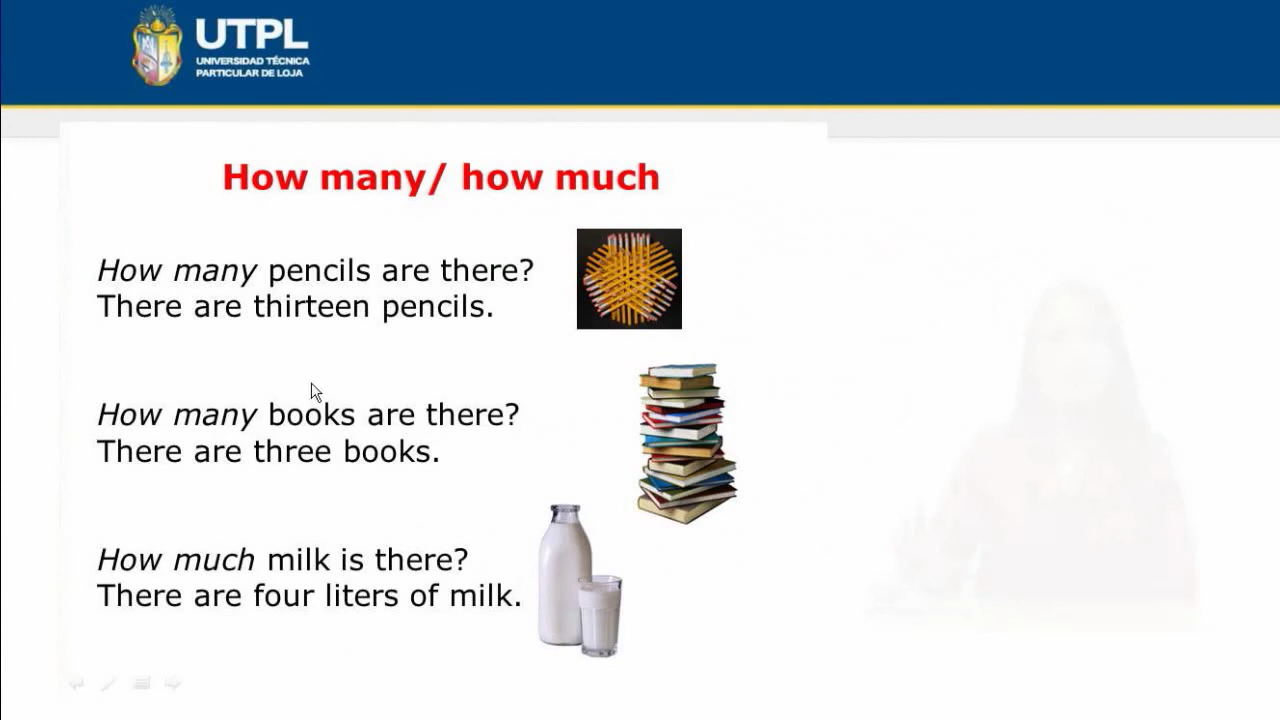 UTPL
UNIVERSIDAD TÉCNICA
PARTICULAR DE LOJA
How many/ how much
How many pencils are there?
There are thirteen pencils.
How many books are there?
There are three books.
How much milk is there?
There are four liters of milk.